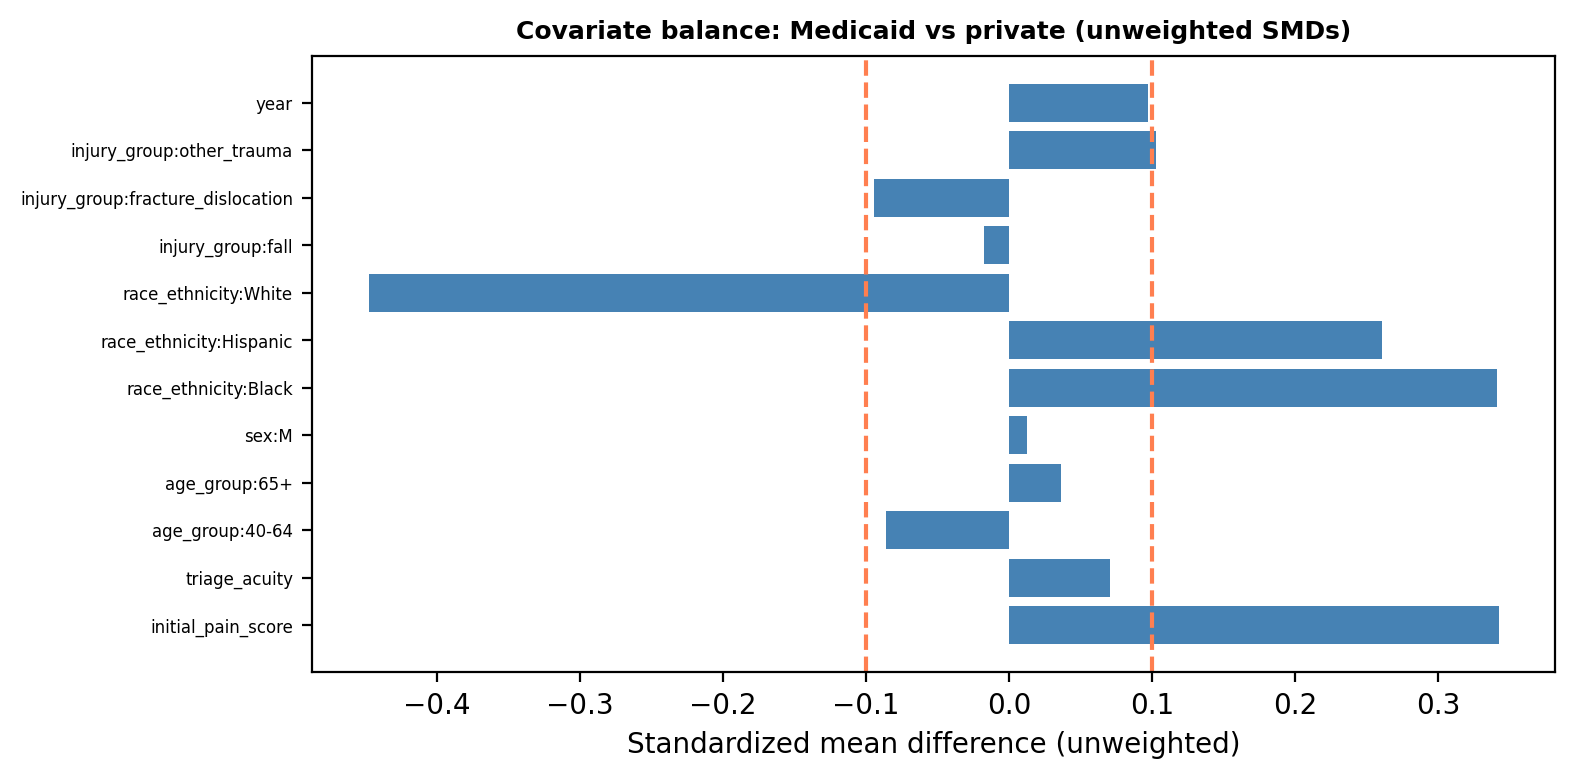 Covariate balance: Medicaid vs private (unweighted SMDs)
year
injury_group:other_trauma
injury_group:fracture_dislocation
injury_group:fall
race_ethnicity:White
race_ethnicity:Hispanic
race_ethnicity:Black
sex:M
age_group:65+
age_group:40-64
triage_acuity
initial_pain_score
−0.4 −0.3 −0.2 −0.1 0.0 0.1 0.2 0.3
Standardized mean difference (unweighted)